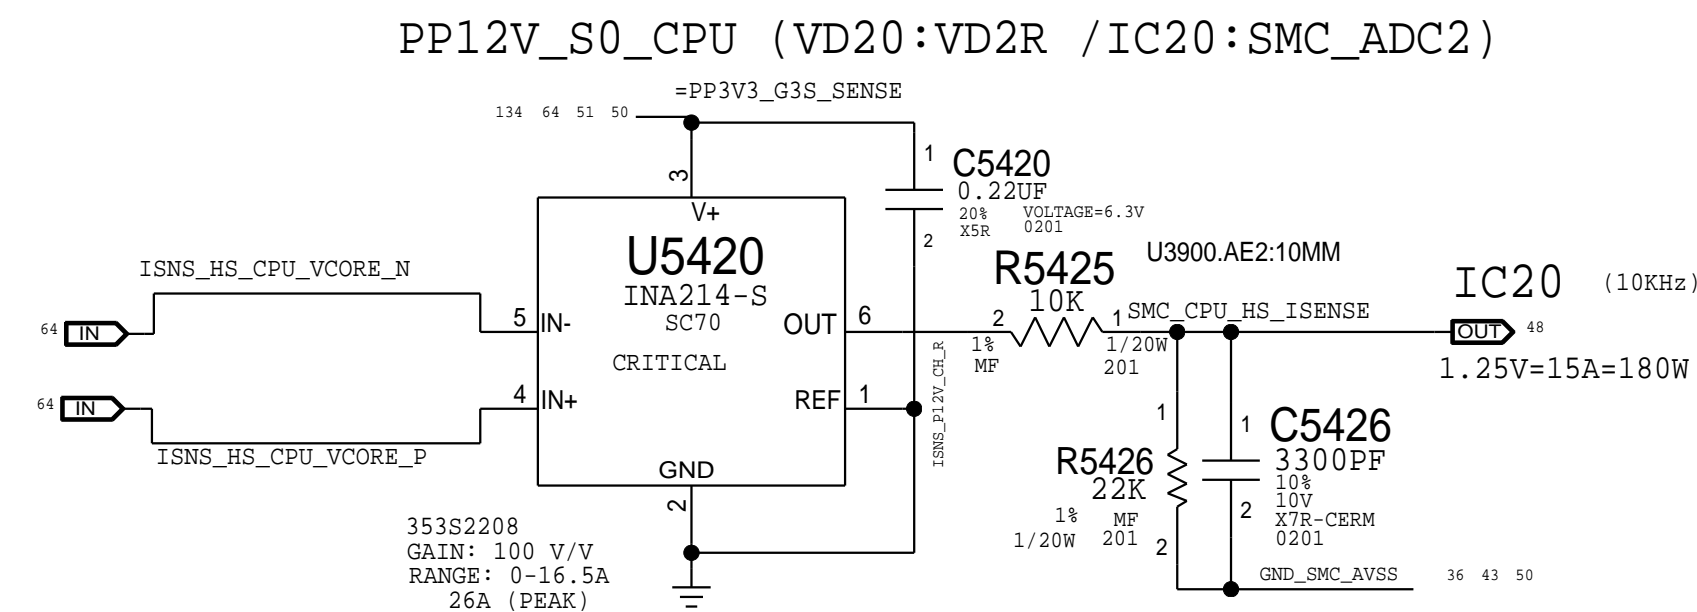 PP12V_S0_CPU (VD20:VD2R /IC20:SMC_ADC2)
=PP3V3_G3S_SENSE
134 64 51 50
1
C5420
0.22UF
20% VOLTAGE=6.3V
X5R 0201
2
3
V+
U5420
INA214-S
SC70
CRITICAL
ISNS_HS_CPU_VCORE_N
64 IN
5 IN-
64 IN
4 IN+
ISNS_HS_CPU_VCORE_P
OUT 6
REF 1
GND
2
ISNS_P12V_CH_R
R5425
10K
2
1
1%
MF
1/20W
201
U3900.AE2:10MM
SMC_CPU_HS_ISENSE
IC20 (10KHz)
OUT 48
1.25V=15A=180W
1
R5426
22K
1% MF
1/20W 201
2
1
C5426
3300PF
10%
10V
X7R-CERM
0201
2
GND_SMC_AVSS 36 43 50
353S2208
GAIN: 100 V/V
RANGE: 0-16.5A
26A (PEAK)